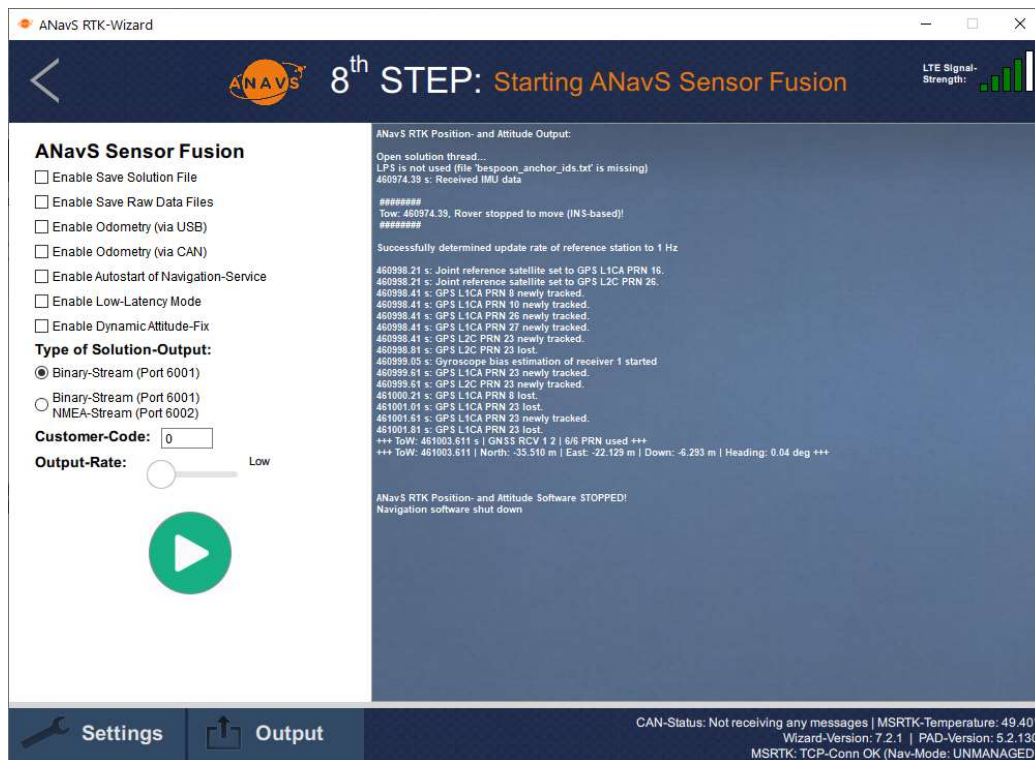 ANavS RTK-Wizard
ANAVS
8th STEP: Starting ANavS Sensor Fusion
LTE Signal-
Strength:
ANavS Sensor Fusion
Enable Save Solution File
Enable Save Raw Data Files
Enable Odometry (via USB)
Enable Odometry (via CAN)
Enable Autostart of Navigation-Service
Enable Low-Latency Mode
Enable Dynamic Attitude-Fix
Type of Solution-Output:
Binary-Stream (Port 6001)
Binary-Stream (Port 6001)
NMEA-Stream (Port 6002)
Customer-Code: 0
Output-Rate: Low
ANavS RTK Position- and Attitude Output:
Open solution thread...
LPS is not used (file 'bespoon_anchor_ids.txt' is missing)
460974.39 s: Received IMU data
########
Tow: 460974.39, Rover stopped to move (INS-based)!
########
Successfully determined update rate of reference station to 1 Hz
460998.21 s: Joint reference satellite set to GPS L1CA PRN 16.
460998.21 s: Joint reference satellite set to GPS L2C PRN 26.
460998.41 s: GPS L1CA PRN 8 newly tracked.
460998.41 s: GPS L1CA PRN 10 newly tracked.
460998.41 s: GPS L1CA PRN 26 newly tracked.
460998.41 s: GPS L1CA PRN 27 newly tracked.
460998.41 s: GPS L2C PRN 23 newly tracked.
460998.81 s: GPS L2C PRN 23 lost.
460999.05 s: Gyroscope bias estimation of receiver 1 started
460999.61 s: GPS L1CA PRN 23 newly tracked.
460999.61 s: GPS L2C PRN 23 newly tracked.
461000.21 s: GPS L1CA PRN 8 lost.
461001.01 s: GPS L1CA PRN 23 lost.
461001.61 s: GPS L1CA PRN 23 newly tracked.
461001.81 s: GPS L1CA PRN 23 lost.
+++ ToW: 461003.611 s | GNSS RCV 1 2 | 6/6 PRN used +++
+++ ToW: 461003.611 | North: -35.510 m | East: -22.129 m | Down: -6.293 m | Heading: 0.04 deg +++
ANavS RTK Position- and Attitude Software STOPPED!
Navigation software shut down
Settings
Output
CAN-Status: Not receiving any messages | MSRTK-Temperature: 49.40
Wizard-Version: 7.2.1 | PAD-Version: 5.2.130
MSRTK: TCP-Conn OK (Nav-Mode: UNMANAGED)